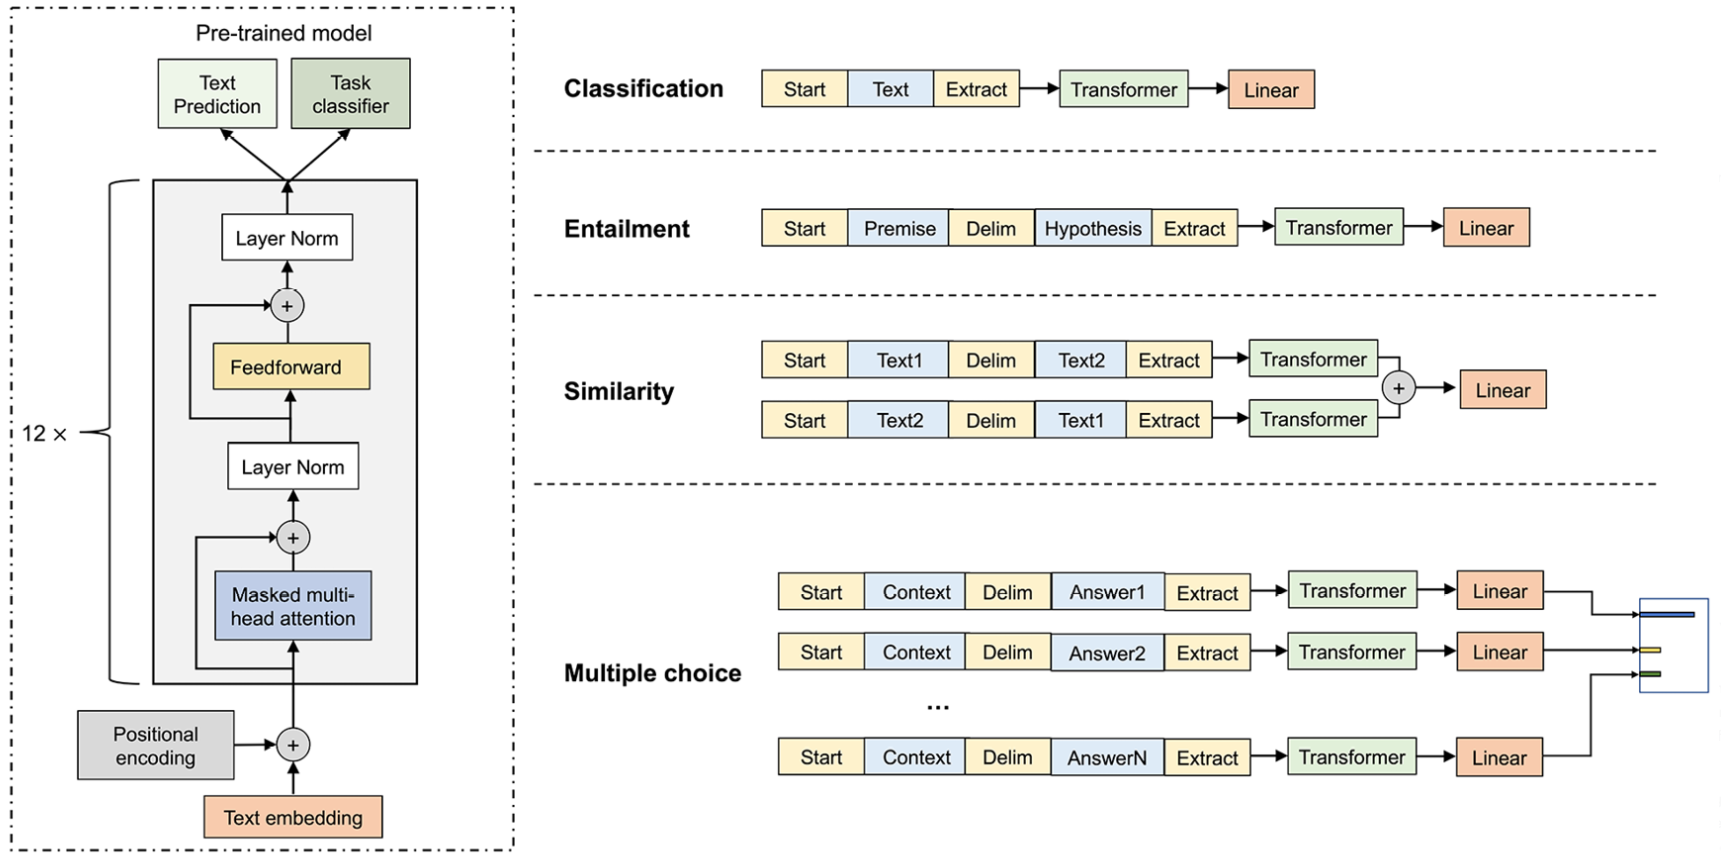 Pre-trained model
Text
Prediction
Task
classifier
Layer Norm
+
Feedforward
12 ×
Layer Norm
+
Masked multi-
head attention
Positional
encoding
+
Text embedding
Classification
Start Text Extract Transformer Linear
Entailment
Start Premise Delim Hypothesis Extract Transformer Linear
Similarity
Start Text1 Delim Text2 Extract Transformer
+ Linear
Start Text2 Delim Text1 Extract Transformer
Multiple choice
Start Context Delim Answer1 Extract Transformer Linear
Start Context Delim Answer2 Extract Transformer Linear
...
Start Context Delim AnswerN Extract Transformer Linear